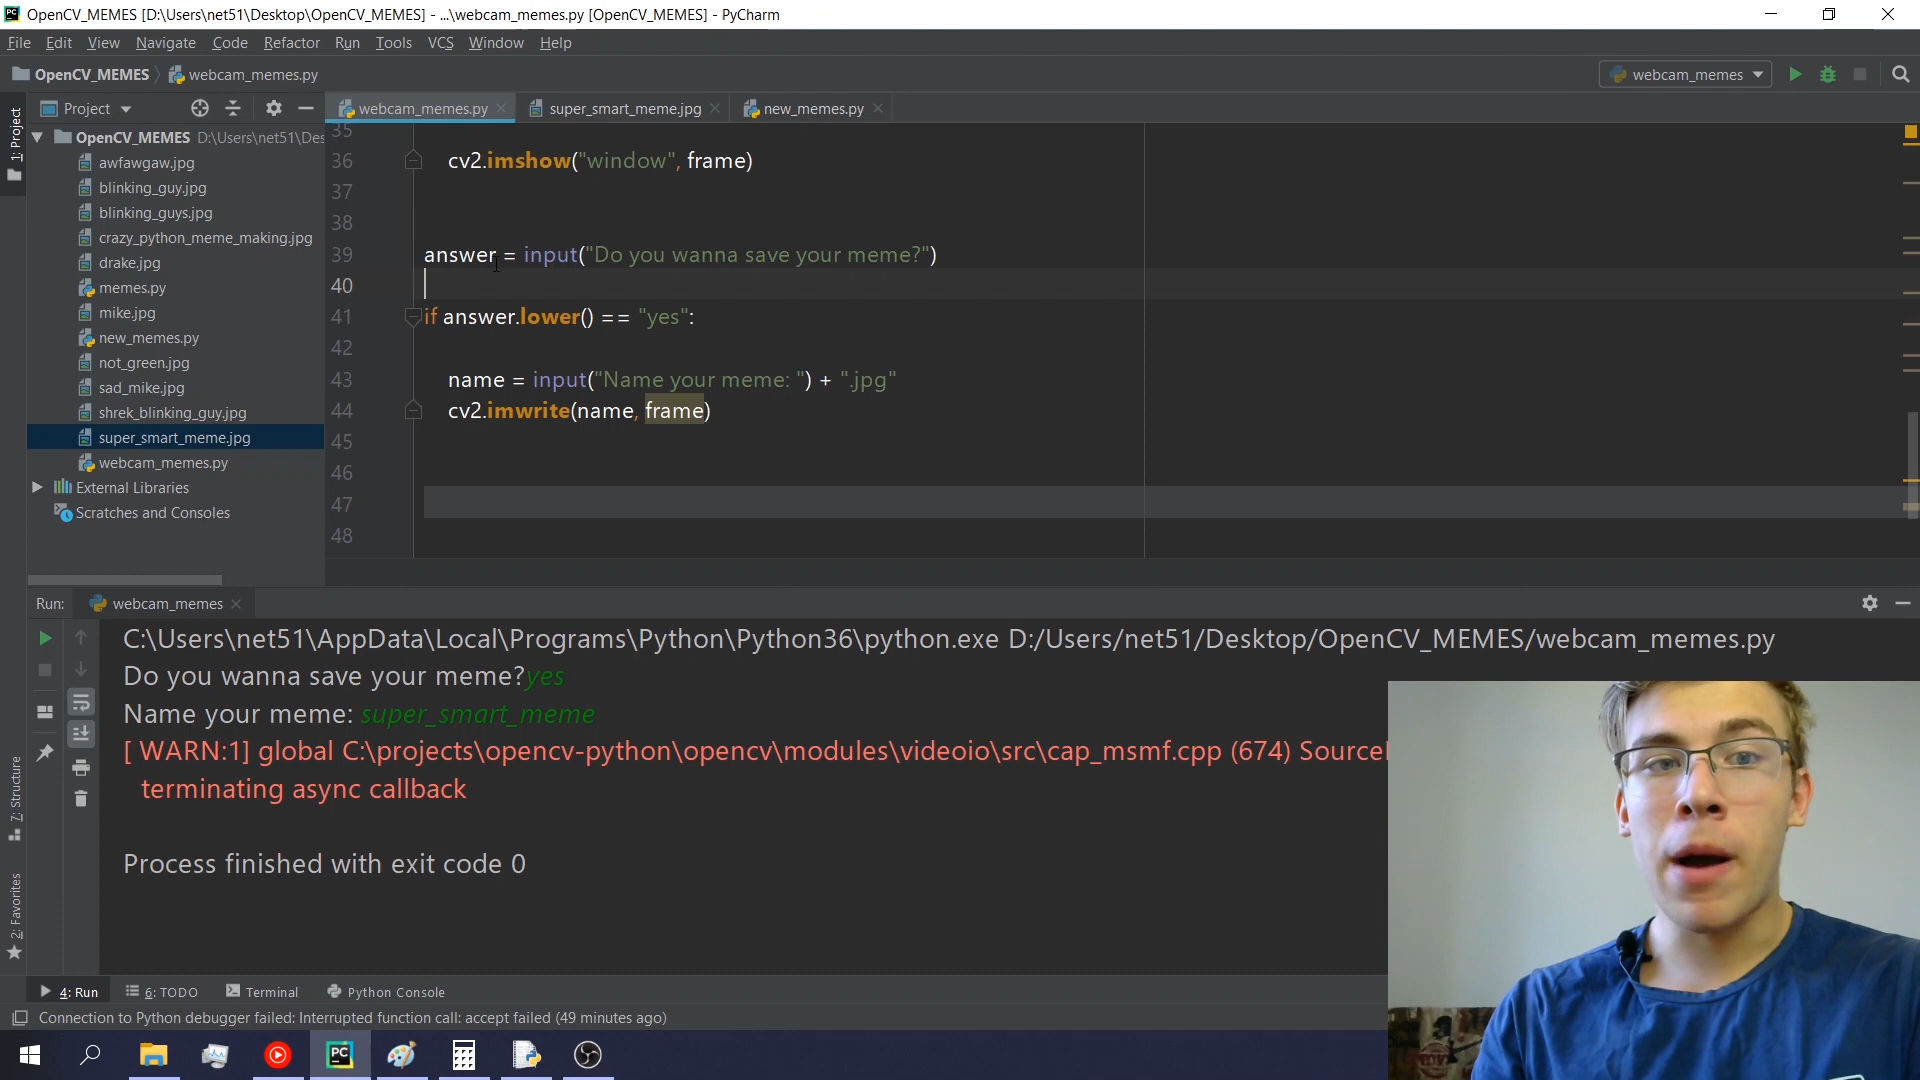 OpenCV_MEMES [D:\Users\net51\Desktop\OpenCV_MEMES] - ...\webcam_memes.py [OpenCV_MEMES] - PyCharm
File Edit View Navigate Code Refactor Run Tools VCS Window Help
OpenCV_MEMES webcam_memes.py
webcam_memes
Project
webcam_memes.py
super_smart_meme.jpg
new_memes.py
1: Project
OpenCV_MEMES D:\Users\net51\Des
awfawgaw.jpg
blinking_guy.jpg
blinking_guys.jpg
crazy_python_meme_making.jpg
drake.jpg
memes.py
mike.jpg
new_memes.py
not_green.jpg
sad_mike.jpg
shrek_blinking_guy.jpg
super_smart_meme.jpg
webcam_memes.py
External Libraries
Scratches and Consoles
35
36 cv2.imshow("window", frame)
37
38
39 answer = input("Do you wanna save your meme?")
40
41 if answer.lower() == "yes":
42
43 name = input("Name your meme: ") + ".jpg"
44 cv2.imwrite(name, frame)
45
46
47
48
Run: webcam_memes
C:\Users\net51\AppData\Local\Programs\Python\Python36\python.exe D:/Users/net51/Desktop/OpenCV_MEMES/webcam_memes.py
Do you wanna save your meme?yes
Name your meme: super_smart_meme
[ WARN:1] global C:\projects\opencv-python\opencv\modules\videoio\src\cap_msmf.cpp (674) Source
terminating async callback
Process finished with exit code 0
7: Structure
2: Favorites
4: Run 6: TODO Terminal Python Console
Connection to Python debugger failed: Interrupted function call: accept failed (49 minutes ago)
PC